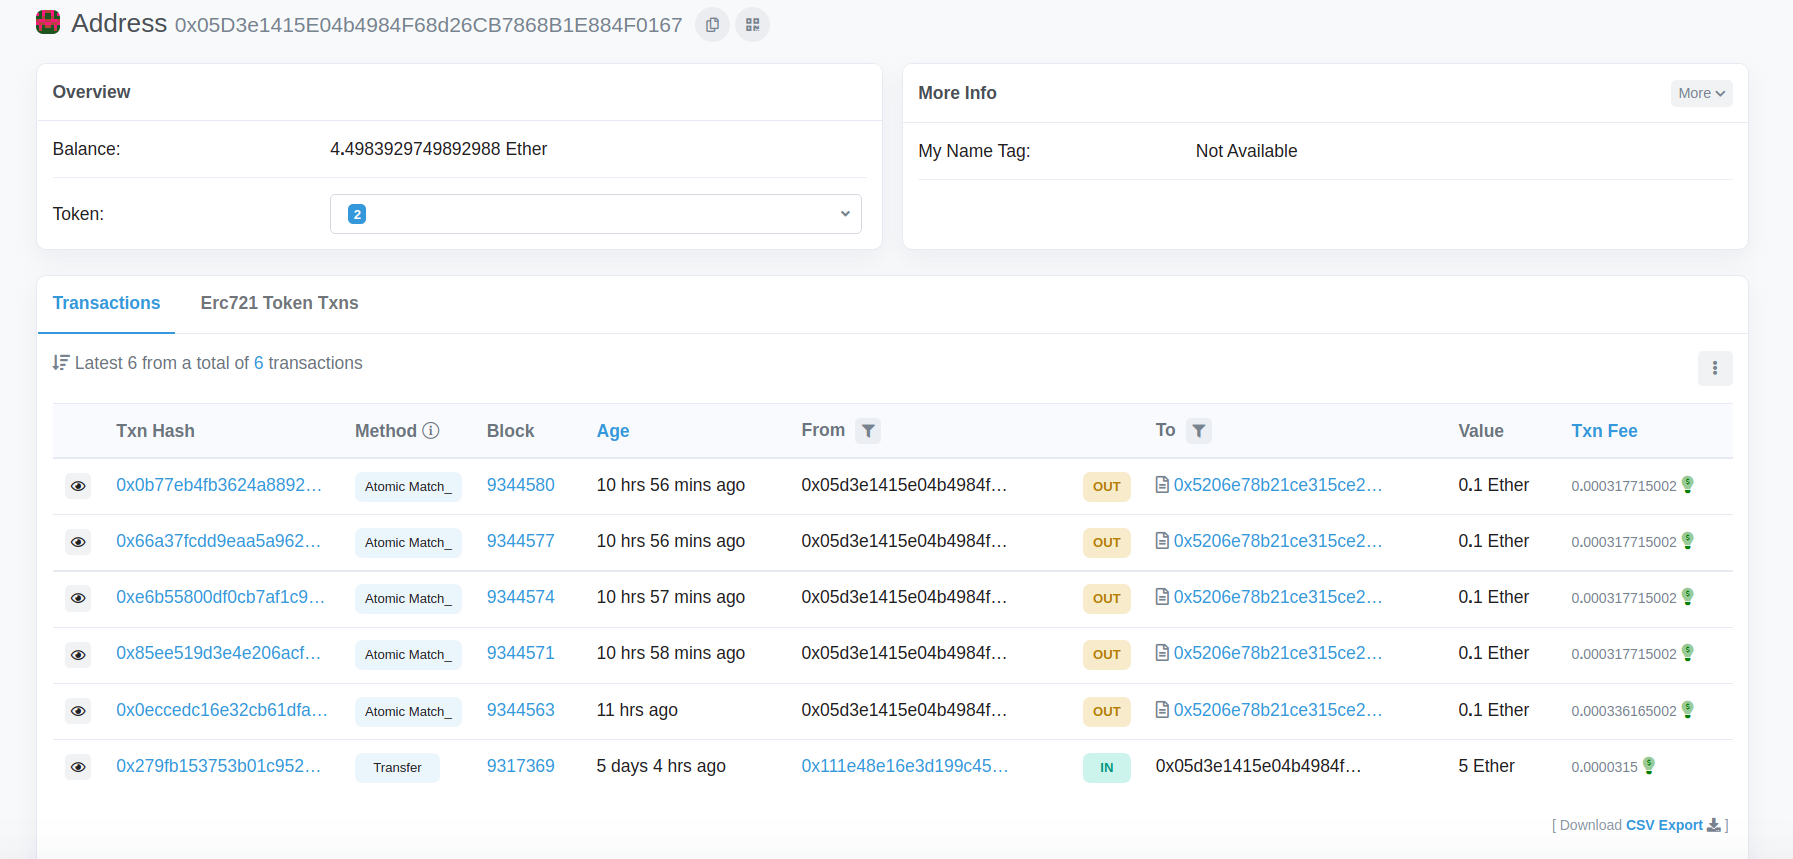 Address 0x05D3e1415E04b4984F68d26CB7868B1E884F0167
Overview
Balance: 4.4983929749892988 Ether
Token: 2
More Info More
My Name Tag: Not Available
Transactions Erc721 Token Txns
Latest 6 from a total of 6 transactions
Txn Hash Method Block Age From To Value Txn Fee
0x0b77eb4fb3624a8892... Atomic Match_ 9344580 10 hrs 56 mins ago 0x05d3e1415e04b4984f... OUT 0x5206e78b21ce315ce2... 0.1 Ether 0.000317715002
0x66a37fcdd9eaa5a962... Atomic Match_ 9344577 10 hrs 56 mins ago 0x05d3e1415e04b4984f... OUT 0x5206e78b21ce315ce2... 0.1 Ether 0.000317715002
0xe6b55800df0cb7af1c9... Atomic Match_ 9344574 10 hrs 57 mins ago 0x05d3e1415e04b4984f... OUT 0x5206e78b21ce315ce2... 0.1 Ether 0.000317715002
0x85ee519d3e4e206acf... Atomic Match_ 9344571 10 hrs 58 mins ago 0x05d3e1415e04b4984f... OUT 0x5206e78b21ce315ce2... 0.1 Ether 0.000317715002
0x0eccedc16e32cb61dfa... Atomic Match_ 9344563 11 hrs ago 0x05d3e1415e04b4984f... OUT 0x5206e78b21ce315ce2... 0.1 Ether 0.000336165002
0x279fb153753b01c952... Transfer 9317369 5 days 4 hrs ago 0x111e48e16e3d199c45... IN 0x05d3e1415e04b4984f... 5 Ether 0.0000315
[ Download CSV Export ]